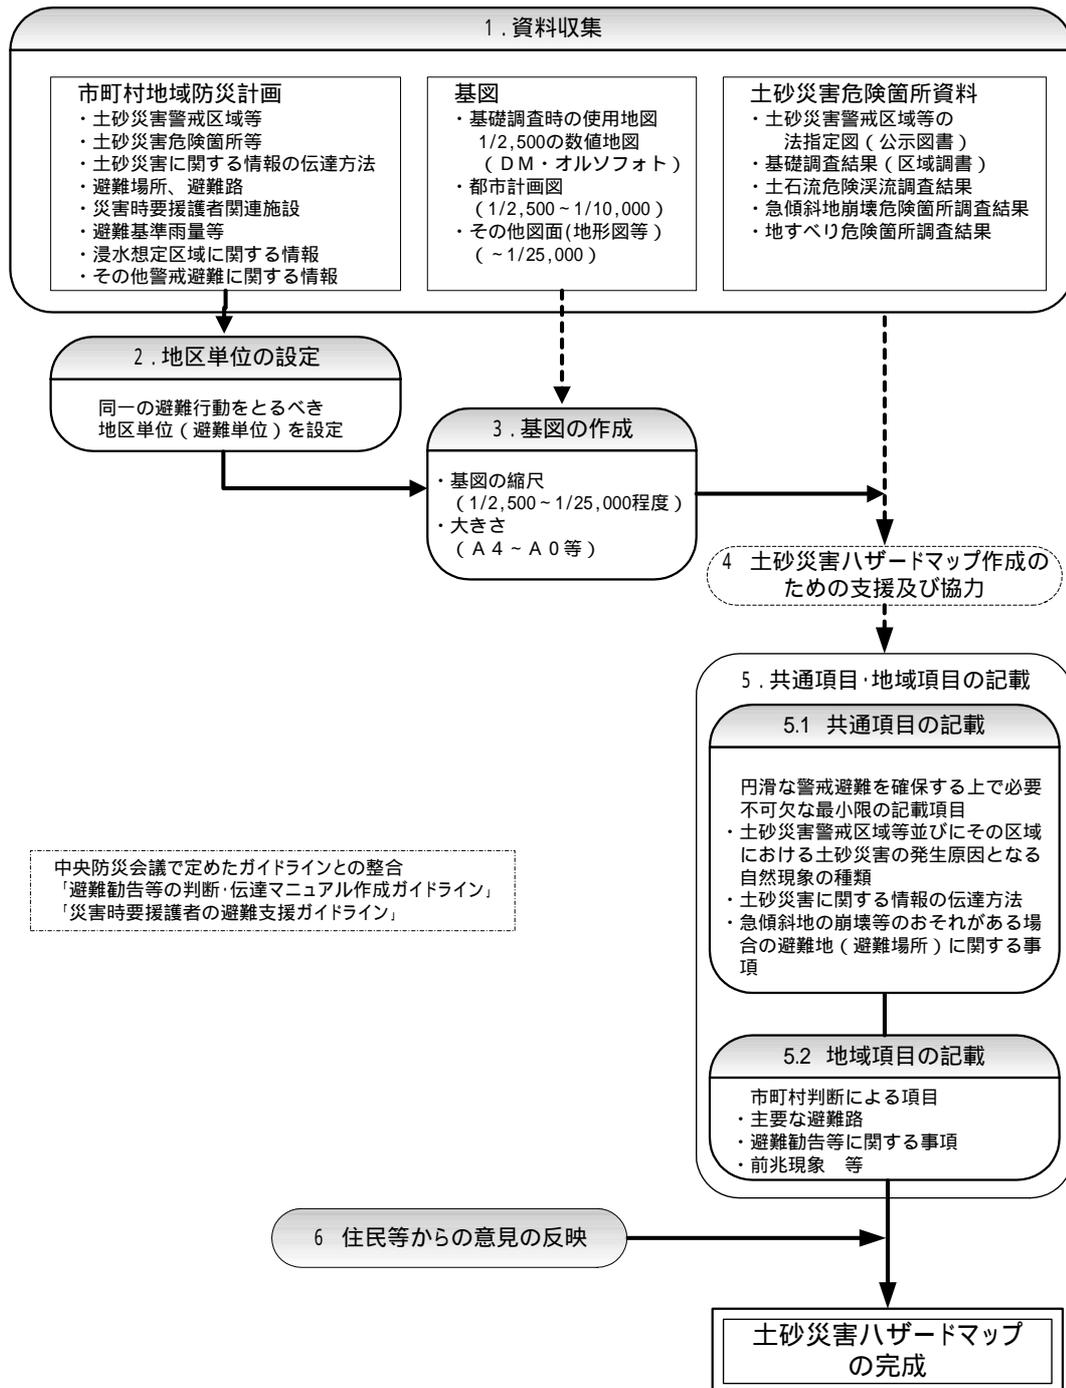 1．資料収集
市町村地域防災計画
・土砂災害警戒区域等
・土砂災害危険箇所等
・土砂災害に関する情報の伝達方法
・避難場所、避難路
・災害時要援護者関連施設
・避難基準雨量等
・浸水想定区域に関する情報
・その他警戒避難に関する情報
基図
・基礎調査時の使用地図
1/2,500の数値地図
（ＤＭ・オルソフォト）
・都市計画図
（1/2,500～1/10,000）
・その他図面(地形図等）
（～1/25,000）
土砂災害危険箇所資料
・土砂災害警戒区域等の
法指定図（公示図書）
・基礎調査結果（区域調書）
・土石流危険渓流調査結果
・急傾斜地崩壊危険箇所調査結果
・地すべり危険箇所調査結果
2．地区単位の設定
同一の避難行動をとるべき
地区単位（避難単位）を設定
3．基図の作成
・基図の縮尺
（1/2,500～1/25,000程度）
・大きさ
（Ａ４～Ａ０等）
4　土砂災害ハザードマップ作成の
ための支援及び協力
5．共通項目・地域項目の記載
5.1　共通項目の記載
円滑な警戒避難を確保する上で必要
不可欠な最小限の記載項目
・土砂災害警戒区域等並びにその区域
における土砂災害の発生原因となる
自然現象の種類
・土砂災害に関する情報の伝達方法
・急傾斜地の崩壊等のおそれがある場
合の避難地（避難場所）に関する事
項
中央防災会議で定めたガイドラインとの整合
「避難勧告等の判断・伝達マニュアル作成ガイドライン」
「災害時要援護者の避難支援ガイドライン」
5.2　地域項目の記載
市町村判断による項目
・主要な避難路
・避難勧告等に関する事項
・前兆現象　等
6　住民等からの意見の反映
土砂災害ハザードマップ
の完成